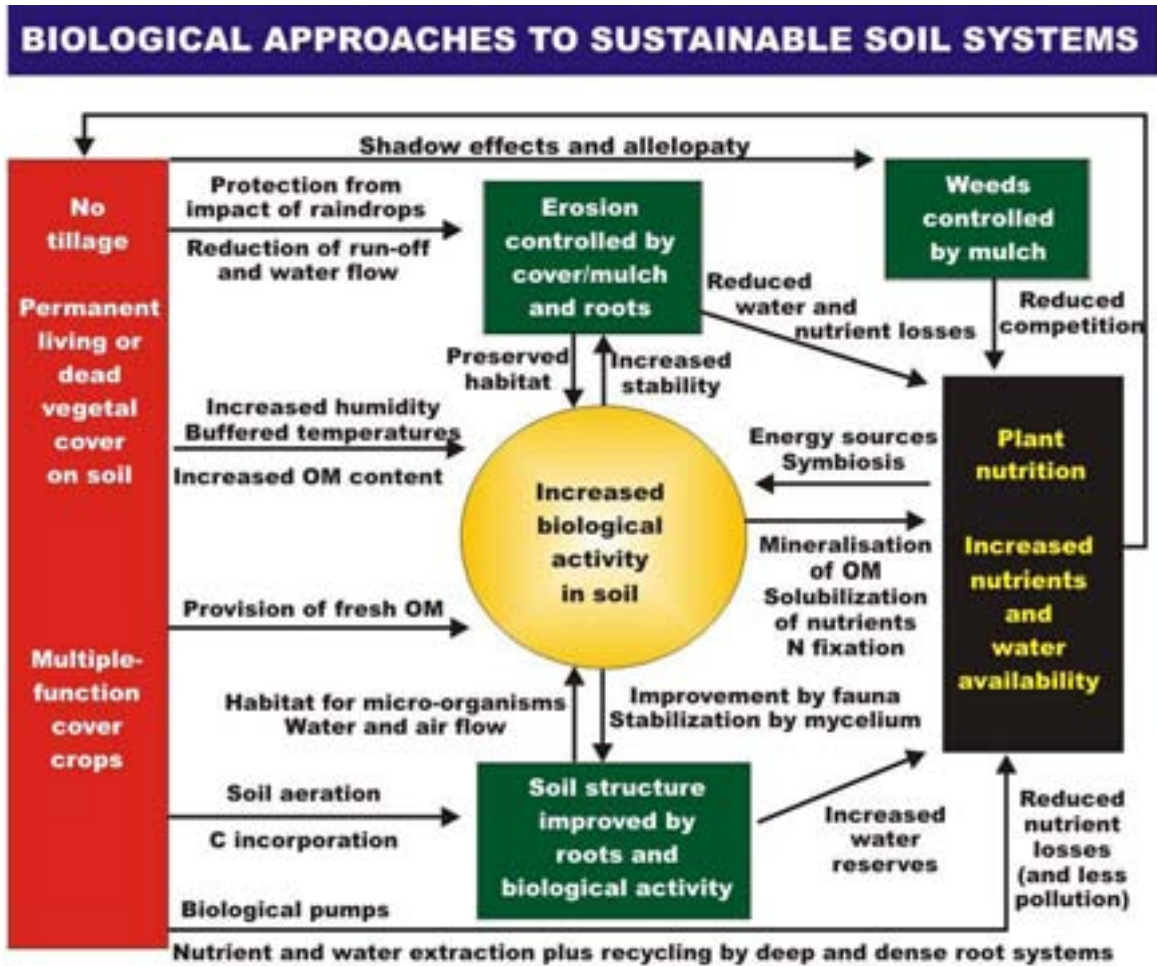 BIOLOGICAL APPROACHES TO SUSTAINABLE SOIL SYSTEMS
Shadow effects and allelopaty
No
tillage
Permanent
living or
dead
vegetal
cover
on soil
Multiple-
function
cover
crops
Protection from
impact of raindrops
Reduction of run-off
and water flow
Erosion
controlled by
cover/mulch
and roots
Weeds
controlled
by mulch
Reduced
water and
nutrient losses
Reduced
competition
Preserved
habitat
Increased
stability
Increased humidity
Buffered temperatures
Increased OM content
Increased
biological
activity
in soil
Energy sources
Symbiosis
Plant
nutrition
Increased
nutrients
and
water
availability
Mineralisation
of OM
Solubilization
of nutrients
N fixation
Provision of fresh OM
Habitat for micro-organisms
Water and air flow
Improvement by fauna
Stabilization by mycelium
Soil aeration
C incorporation
Soil structure
improved by
roots and
biological activity
Increased
water
reserves
Reduced
nutrient
losses
(and less
pollution)
Biological pumps
Nutrient and water extraction plus recycling by deep and dense root systems